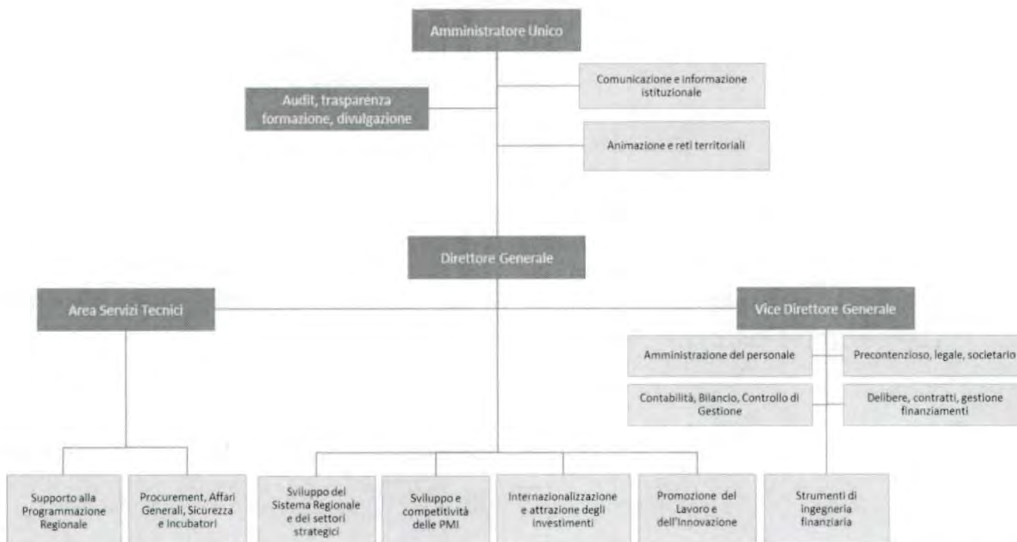 Amministratore Unico
Comunicazione e informazione
istituzionale
Audit, trasparenza
formazione, divulgazione
Animazione e reti territoriali
Direttore Generale
Area Servizi Tecnici
Vice Direttore Generale
Amministrazione del personale
Precontenzioso, legale, societario
Contabilità, Bilancio, Controllo di
Gestione
Delibere, contratti, gestione
finanziamenti
Supporto alla
Programmazione
Regionale
Procurement, Affari
Generali, Sicurezza
e incubatori
Sviluppo del
Sistema Regionale
e dei settori
strategici
Sviluppo e
competitività
delle PMI
Internazionalizzazione
e attrazione degli
investimenti
Promozione del
Lavoro e
dell'Innovazione
Strumenti di
ingegneria
finanziaria